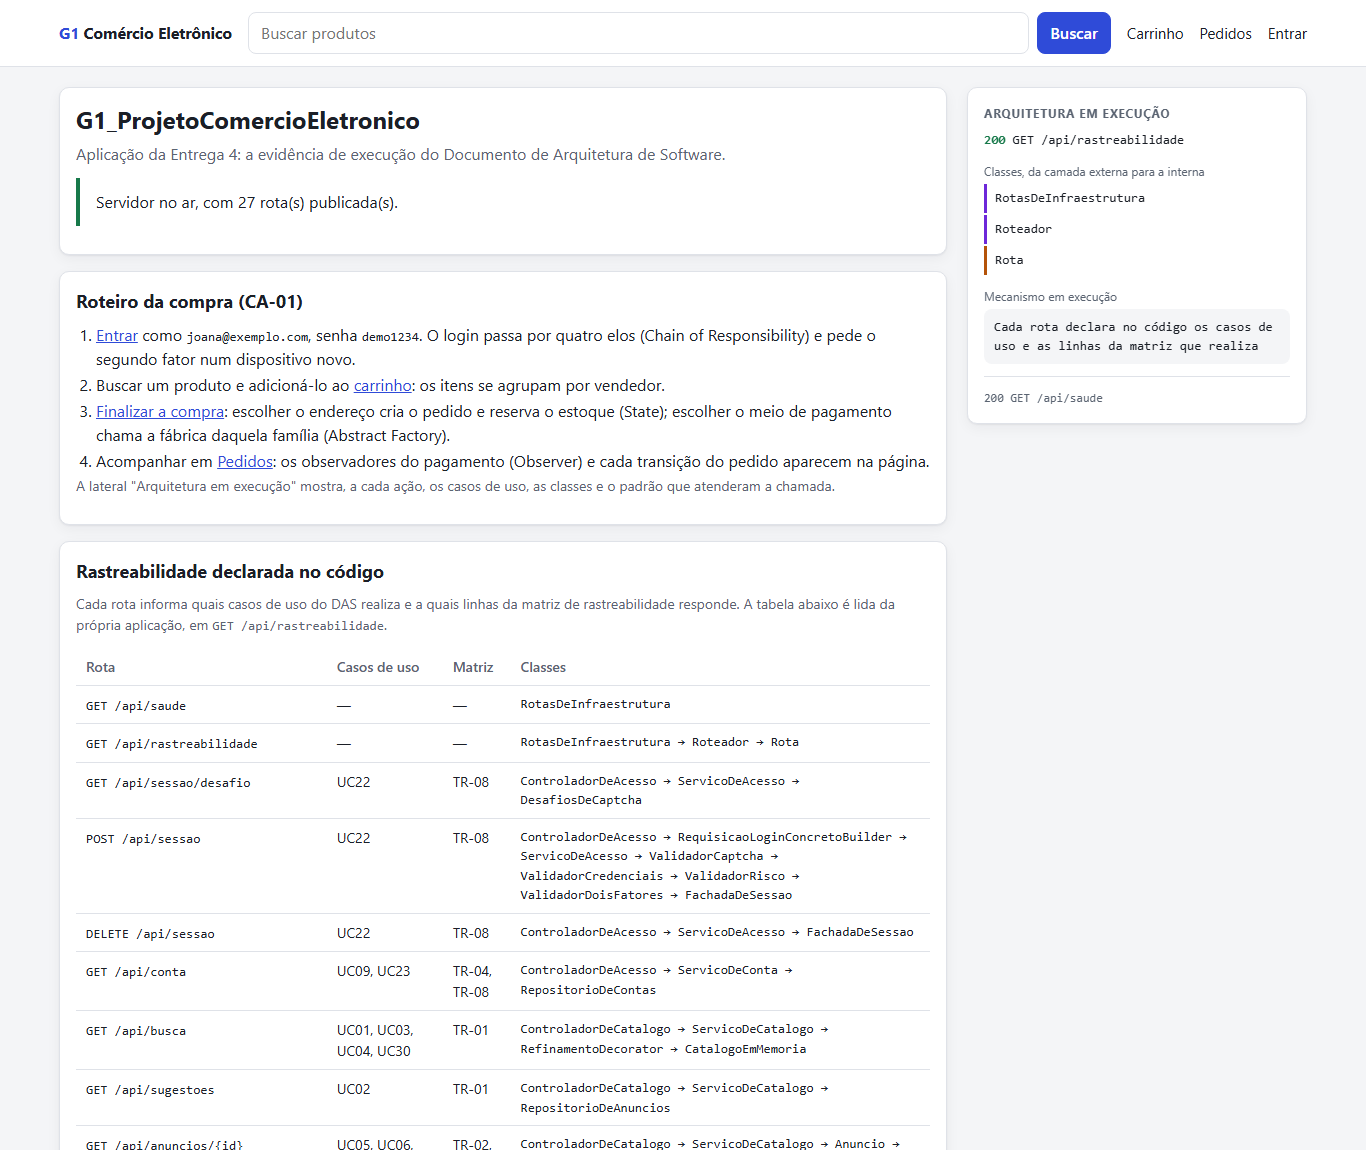 G1 Comércio Eletrônico
Buscar produtos
Buscar
Carrinho
Pedidos
Entrar
G1_ProjetoComercioEletronico
Aplicação da Entrega 4: a evidência de execução do Documento de Arquitetura de Software.
Servidor no ar, com 27 rota(s) publicada(s).
Roteiro da compra (CA-01)
1. Entrar como joana@exemplo.com, senha demo1234. O login passa por quatro elos (Chain of Responsibility) e pede o
segundo fator num dispositivo novo.
2. Buscar um produto e adicioná-lo ao carrinho: os itens se agrupam por vendedor.
3. Finalizar a compra: escolher o endereço cria o pedido e reserva o estoque (State); escolher o meio de pagamento
chama a fábrica daquela família (Abstract Factory).
4. Acompanhar em Pedidos: os observadores do pagamento (Observer) e cada transição do pedido aparecem na página.
A lateral "Arquitetura em execução" mostra, a cada ação, os casos de uso, as classes e o padrão que atenderam a chamada.
Rastreabilidade declarada no código
Cada rota informa quais casos de uso do DAS realiza e a quais linhas da matriz de rastreabilidade responde. A tabela abaixo é lida da
própria aplicação, em GET /api/rastreabilidade.
Rota Casos de uso Matriz Classes
GET /api/saude — — RotasDeInfraestrutura
GET /api/rastreabilidade — — RotasDeInfraestrutura → Roteador → Rota
GET /api/sessao/desafio UC22 TR-08 ControladorDeAcesso → ServicoDeAcesso →
DesafiosDeCaptcha
POST /api/sessao UC22 TR-08 ControladorDeAcesso → RequisicaoLoginConcretoBuilder →
ServicoDeAcesso → ValidadorCaptcha →
ValidadorCredenciais → ValidadorRisco →
ValidadorDoisFatores → FachadaDeSessao
DELETE /api/sessao UC22 TR-08 ControladorDeAcesso → ServicoDeAcesso → FachadaDeSessao
GET /api/conta UC09, UC23 TR-04, ControladorDeAcesso → ServicoDeConta →
TR-08 RepositorioDeContas
GET /api/busca UC01, UC03, TR-01 ControladorDeCatalogo → ServicoDeCatalogo →
UC04, UC30 RefinamentoDecorator → CatalogoEmMemoria
GET /api/sugestoes UC02 TR-01 ControladorDeCatalogo → ServicoDeCatalogo →
RepositorioDeAnuncios
GET /api/anuncios/{id} UC05, UC06, TR-02, ControladorDeCatalogo → ServicoDeCatalogo → Anuncio →
ARQUITETURA EM EXECUÇÃO
200 GET /api/rastreabilidade
Classes, da camada externa para a interna
RotasDeInfraestrutura
Roteador
Rota
Mecanismo em execução
Cada rota declara no código os casos de
uso e as linhas da matriz que realiza
200 GET /api/saude